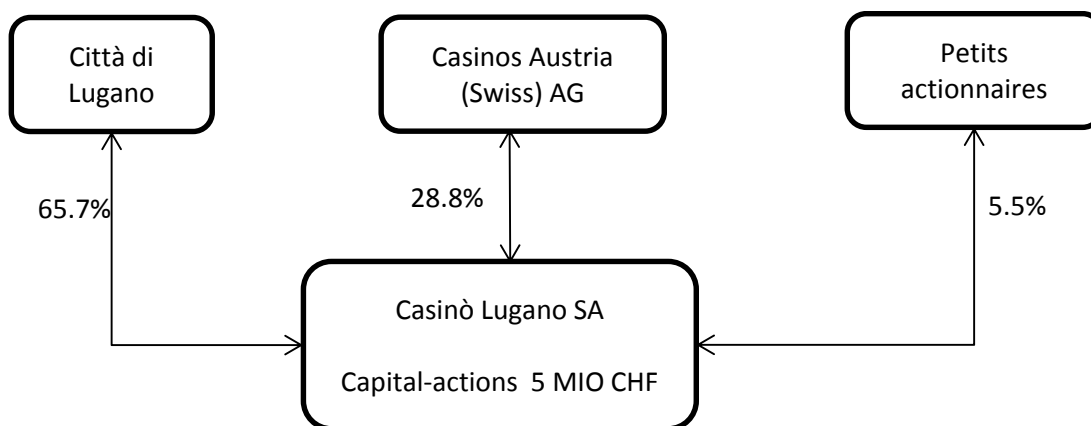 Città di
Lugano
Casinos Austria
(Swiss) AG
Petits
actionnaires
65.7%
28.8%
5.5%
Casinò Lugano SA
Capital-actions 5 MIO CHF